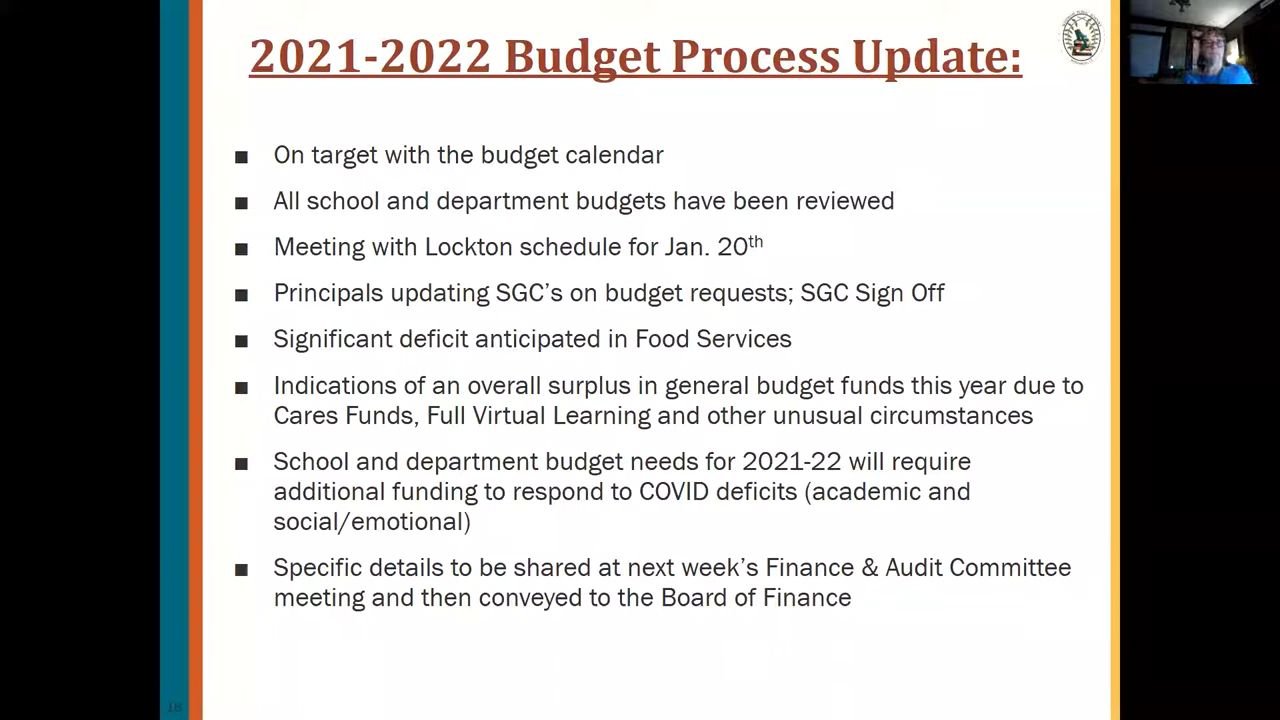 2021-2022 Budget Process Update:
■ On target with the budget calendar
■ All school and department budgets have been reviewed
■ Meeting with Lockton schedule for Jan. 20th
■ Principals updating SGC’s on budget requests; SGC Sign Off
■ Significant deficit anticipated in Food Services
■ Indications of an overall surplus in general budget funds this year due to
Cares Funds, Full Virtual Learning and other unusual circumstances
■ School and department budget needs for 2021-22 will require
additional funding to respond to COVID deficits (academic and
social/emotional)
■ Specific details to be shared at next week’s Finance & Audit Committee
meeting and then conveyed to the Board of Finance
18